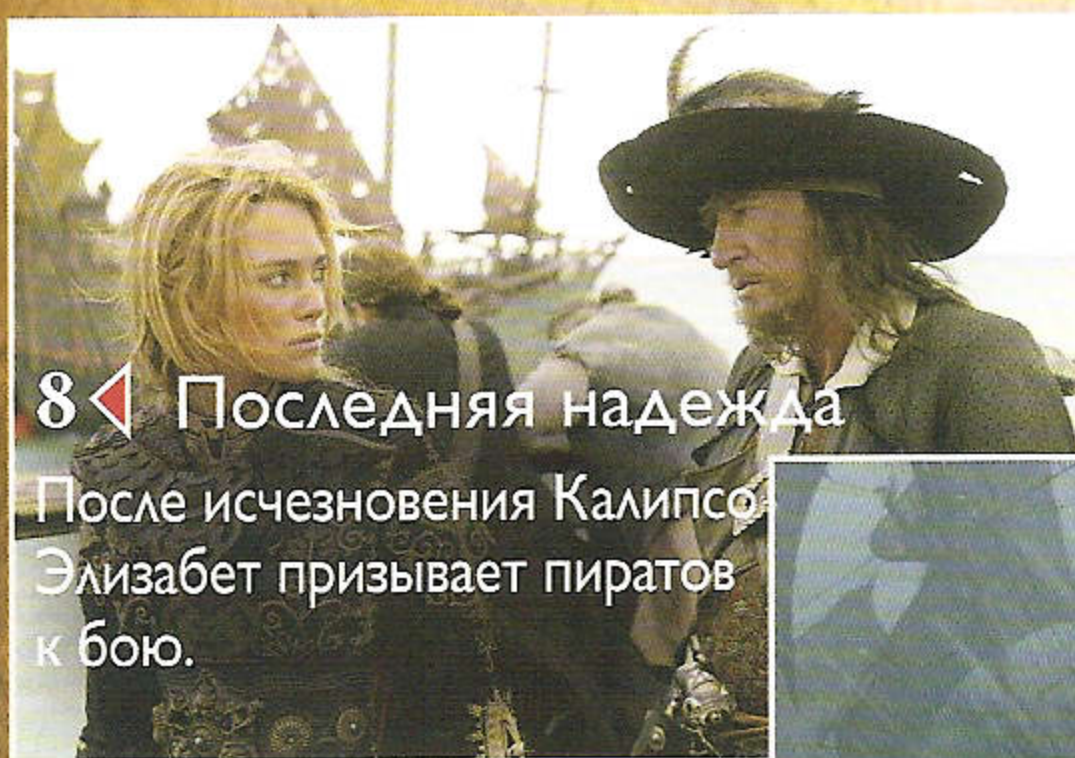 8 Последняя надежда
После исчезновения Калипсо
Элизабет призывает пиратов
к бою.